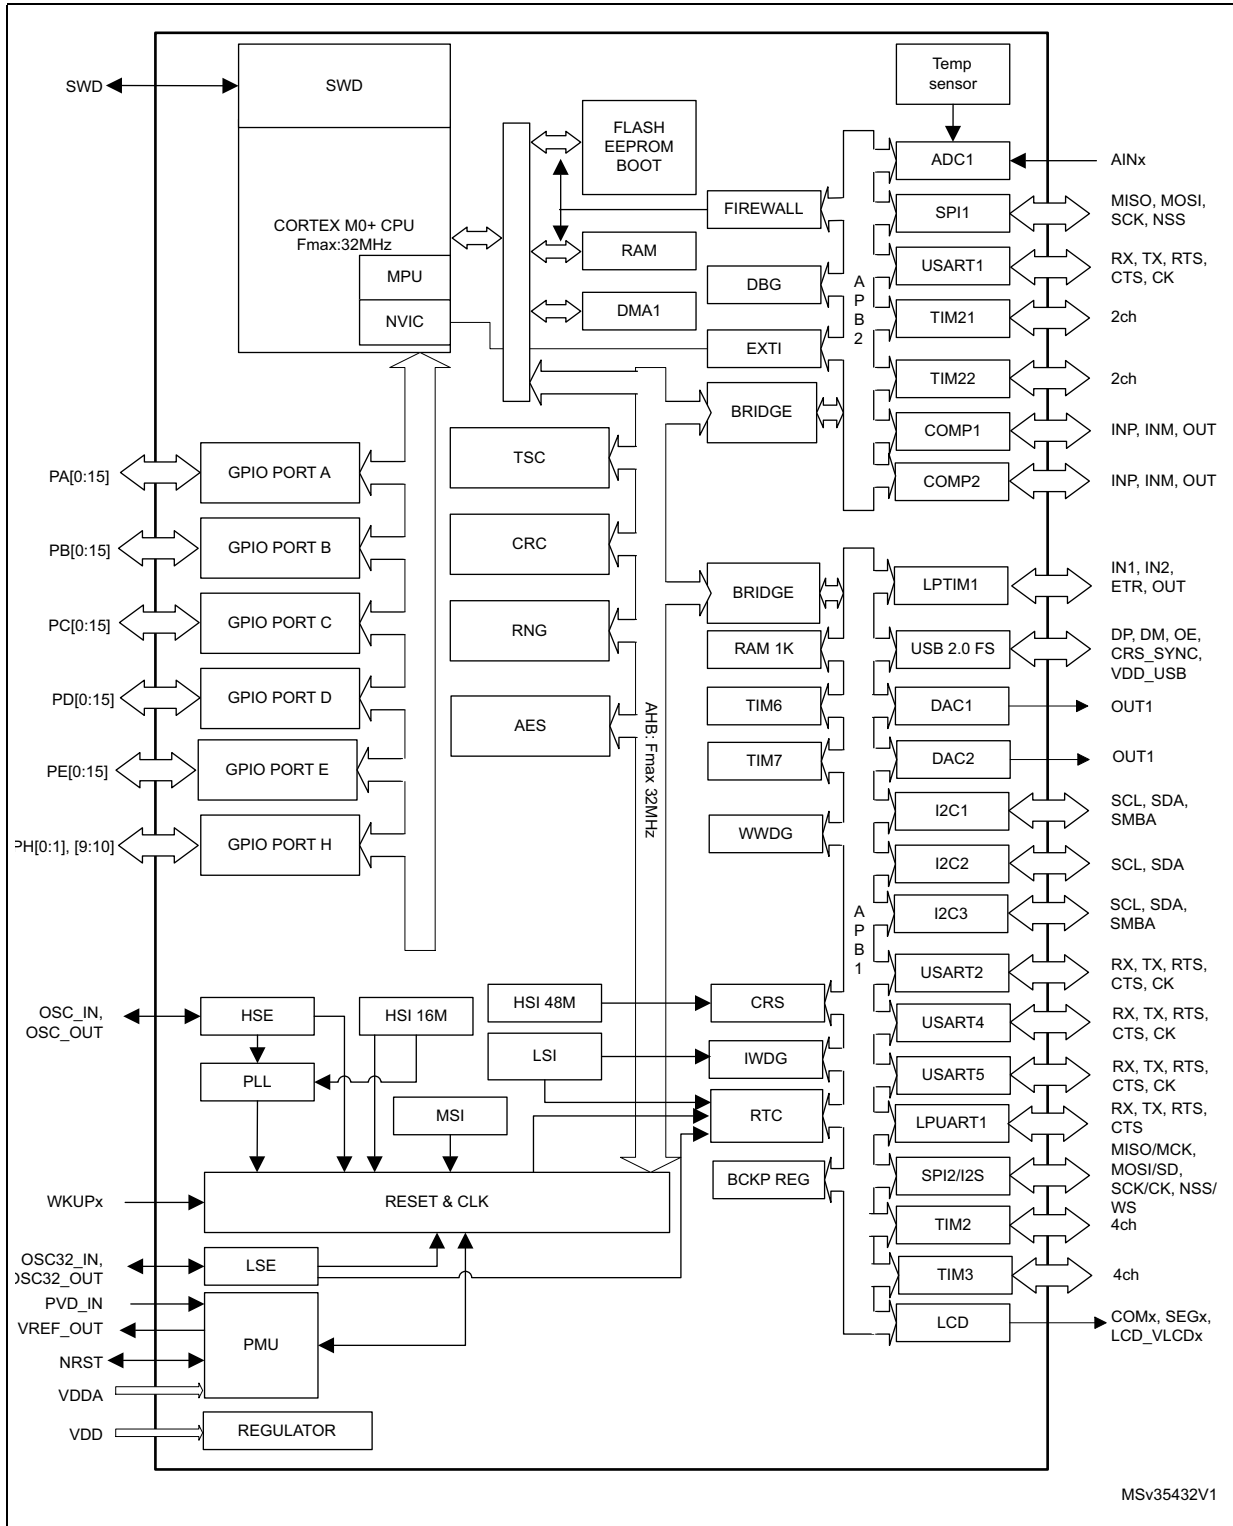 SWD
SWD
CORTEX M0+ CPU
Fmax:32MHz
MPU
NVIC
FLASH
EEPROM
BOOT
RAM
DMA1
FIREWALL
DBG
EXTI
BRIDGE
APB2
Temp
sensor
ADC1
AINx
SPI1
MISO, MOSI,
SCK, NSS
USART1
RX, TX, RTS,
CTS, CK
TIM21
2ch
TIM22
2ch
COMP1
INP, INM, OUT
COMP2
INP, INM, OUT
PA[0:15]
GPIO PORT A
PB[0:15]
GPIO PORT B
PC[0:15]
GPIO PORT C
PD[0:15]
GPIO PORT D
PE[0:15]
GPIO PORT E
PH[0:1], [9:10]
GPIO PORT H
TSC
CRC
RNG
AES
AHB: Fmax 32MHz
BRIDGE
RAM 1K
TIM6
TIM7
WWDG
APB1
LPTIM1
IN1, IN2,
ETR, OUT
USB 2.0 FS
DP, DM, OE,
CRS_SYNC,
VDD_USB
DAC1
OUT1
DAC2
OUT1
I2C1
SCL, SDA,
SMBA
I2C2
SCL, SDA
I2C3
SCL, SDA,
SMBA
USART2
RX, TX, RTS,
CTS, CK
USART4
RX, TX, RTS,
CTS, CK
USART5
RX, TX, RTS,
CTS, CK
LPUART1
RX, TX, RTS,
CTS
SPI2/I2S
MISO/MCK,
MOSI/SD,
SCK/CK, NSS/
WS
TIM2
4ch
TIM3
4ch
LCD
COMx, SEGx,
LCD_VLCDx
OSC_IN,
OSC_OUT
HSE
HSI 16M
PLL
MSI
HSI 48M
CRS
LSI
IWDG
RTC
BCKP REG
WKUPx
RESET & CLK
OSC32_IN,
OSC32_OUT
LSE
PVD_IN
VREF_OUT
NRST
VDDA
PMU
VDD
REGULATOR
MSv35432V1